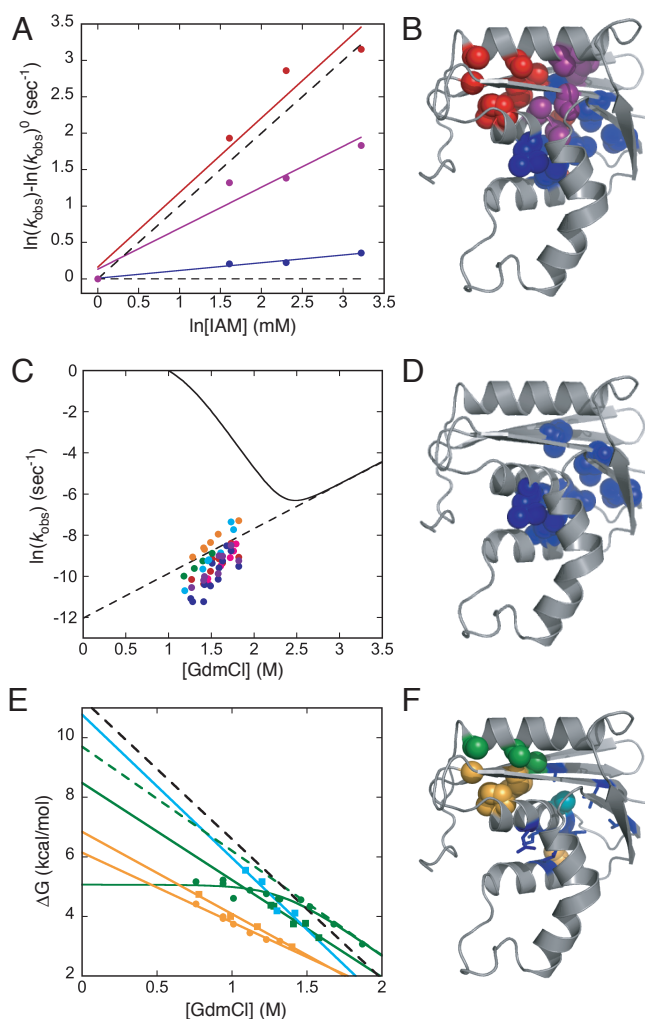 A
B
ln(kobs)-ln(kobs)⁰ (sec⁻¹)
3.5
3
2.5
2
1.5
1
0.5
0
0 0.5 1 1.5 2 2.5 3 3.5
ln[IAM] (mM)
C
D
ln(kobs) (sec⁻¹)
0
-2
-4
-6
-8
-10
-12
0 0.5 1 1.5 2 2.5 3 3.5
[GdmCl] (M)
E
F
ΔG (kcal/mol)
10
8
6
4
2
0 0.5 1 1.5 2
[GdmCl] (M)